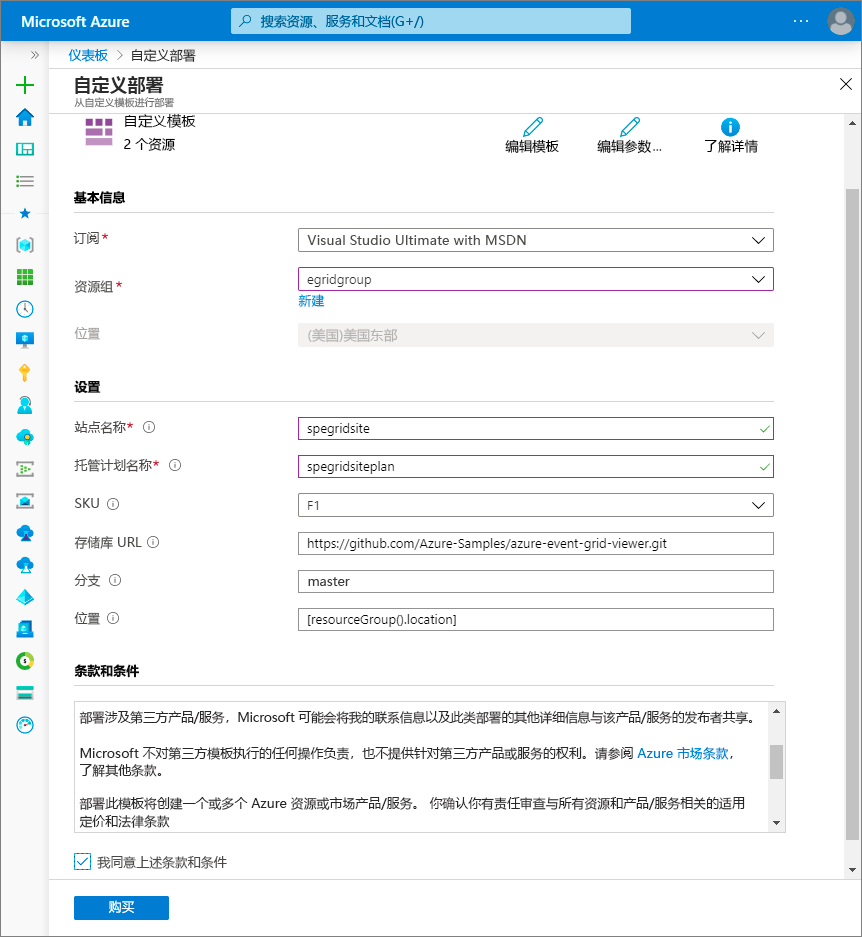 Microsoft Azure
搜索资源、服务和文档(G+/)
仪表板 > 自定义部署
自定义部署
从自定义模板进行部署
自定义模板
2 个资源
编辑模板
编辑参数...
了解详情
基本信息
订阅*
Visual Studio Ultimate with MSDN
资源组*
egridgroup
新建
位置
(美国)美国东部
设置
站点名称*
spegridsite
托管计划名称*
spegridsiteplan
SKU
F1
存储库 URL
https://github.com/Azure-Samples/azure-event-grid-viewer.git
分支
master
位置
[resourceGroup().location]
条款和条件
部署涉及第三方产品/服务，Microsoft 可能会将我的联系信息以及此类部署的其他详细信息与该产品/服务的发布者共享。
Microsoft 不对第三方模板执行的任何操作负责，也不提供针对第三方产品或服务的权利。请参阅 Azure 市场条款，
了解其他条款。
部署此模板将创建一个或多个 Azure 资源或市场产品/服务。 你确认你有责任审查与所有资源和产品/服务相关的适用
定价和法律条款
我同意上述条款和条件
购买